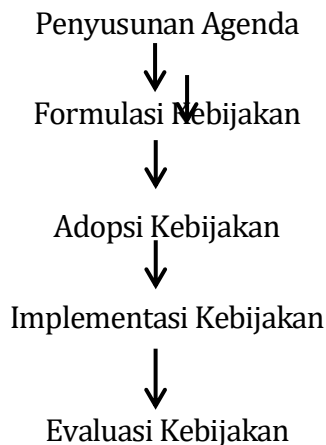 Penyusunan Agenda
Formulasi Kebijakan
Adopsi Kebijakan
Implementasi Kebijakan
Evaluasi Kebijakan